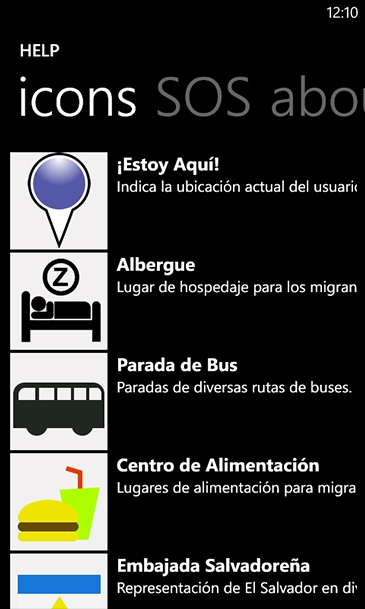 12:10
HELP
icons SOS abou
¡Estoy Aquí!
Indica la ubicación actual del usuario
Albergue
Lugar de hospedaje para los migran
Z
Parada de Bus
Paradas de diversas rutas de buses.
Centro de Alimentación
Lugares de alimentación para migra
Embajada Salvadoreña
Representación de El Salvador en div